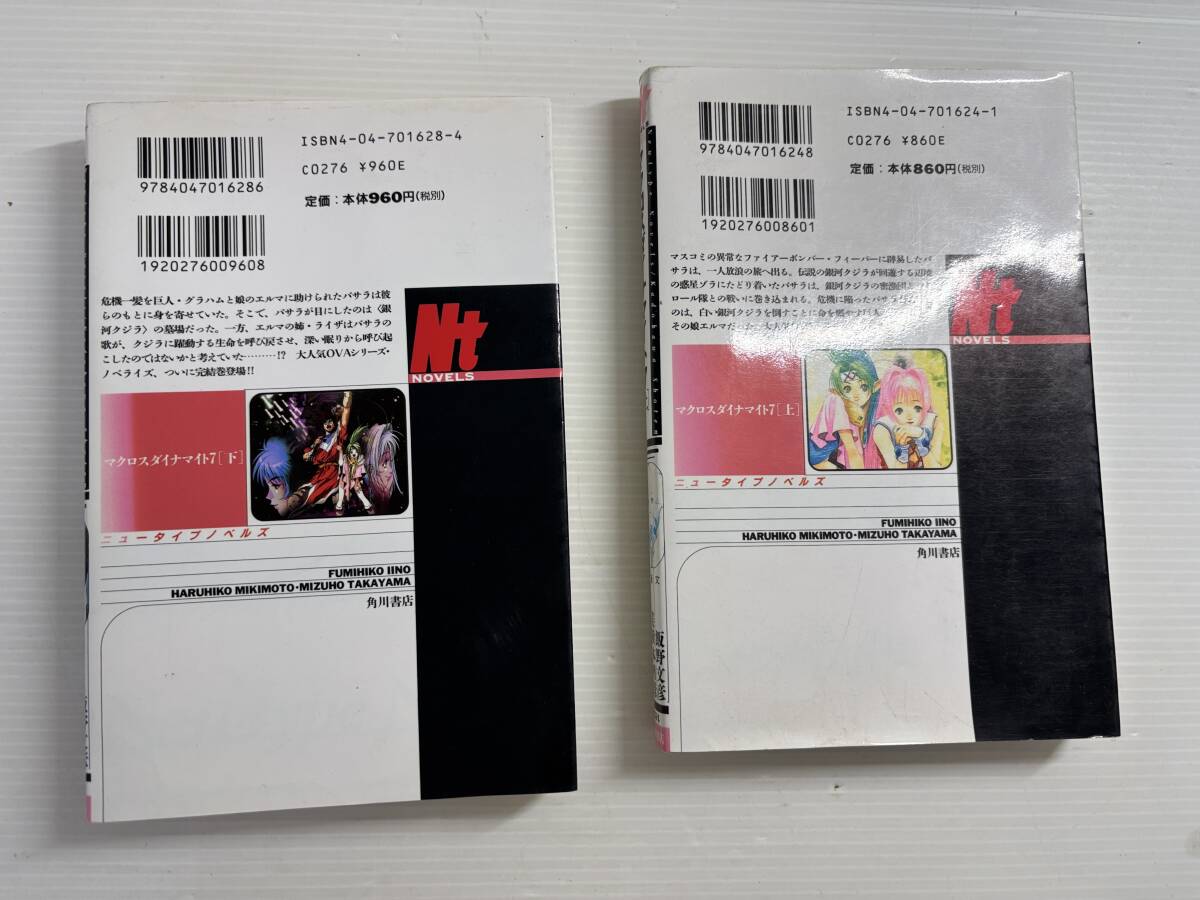 ISBN4-04-701628-4
C0276 ¥960E
定価：本体960円(税別)
9784047016286
1920276009608
危機一髪を巨人・グラハムと娘のエルマに助けられたバサラは彼
らのもとに身を寄せていた。そこで、バサラが目にしたのは〈銀
河クジラ〉の墓場だった。一方、エルマの姉・ライザはバサラの
歌が、クジラに躍動する生命を呼び戻させ、深い眠りから呼び起
こしたのではないかと考えていた………!? 大人気OVAシリーズ・
ノベライズ、ついに完結巻登場!!
Nt
NOVELS
マクロスダイナマイト7［下］
ニュータイプノベルズ
FUMIHIKO IINO
HARUHIKO MIKIMOTO・MIZUHO TAKAYAMA
角川書店
ISBN4-04-701624-1
C0276 ¥860E
定価：本体860円(税別)
9784047016248
1920276008601
マスコミの異常なファイアーボンバー・フィーバーに辟易したバ
サラは、一人放浪の旅へ出る。伝説の銀河クジラが回遊する辺境
の惑星ゾラにたどり着いたバサラは、銀河クジラの密漁団と
ロール隊との戦いに巻き込まれる。危機に陥ったバサラ
のは、白い銀河クジラを倒すことに命を燃やす
その娘エルマだった。大人気
Nt
NOVELS
マクロスダイナマイト7［上］
ニュータイプノベルズ
FUMIHIKO IINO
HARUHIKO MIKIMOTO・MIZUHO TAKAYAMA
角川書店
Newtype Novels/Kadokawa Shoten
飯野文彦